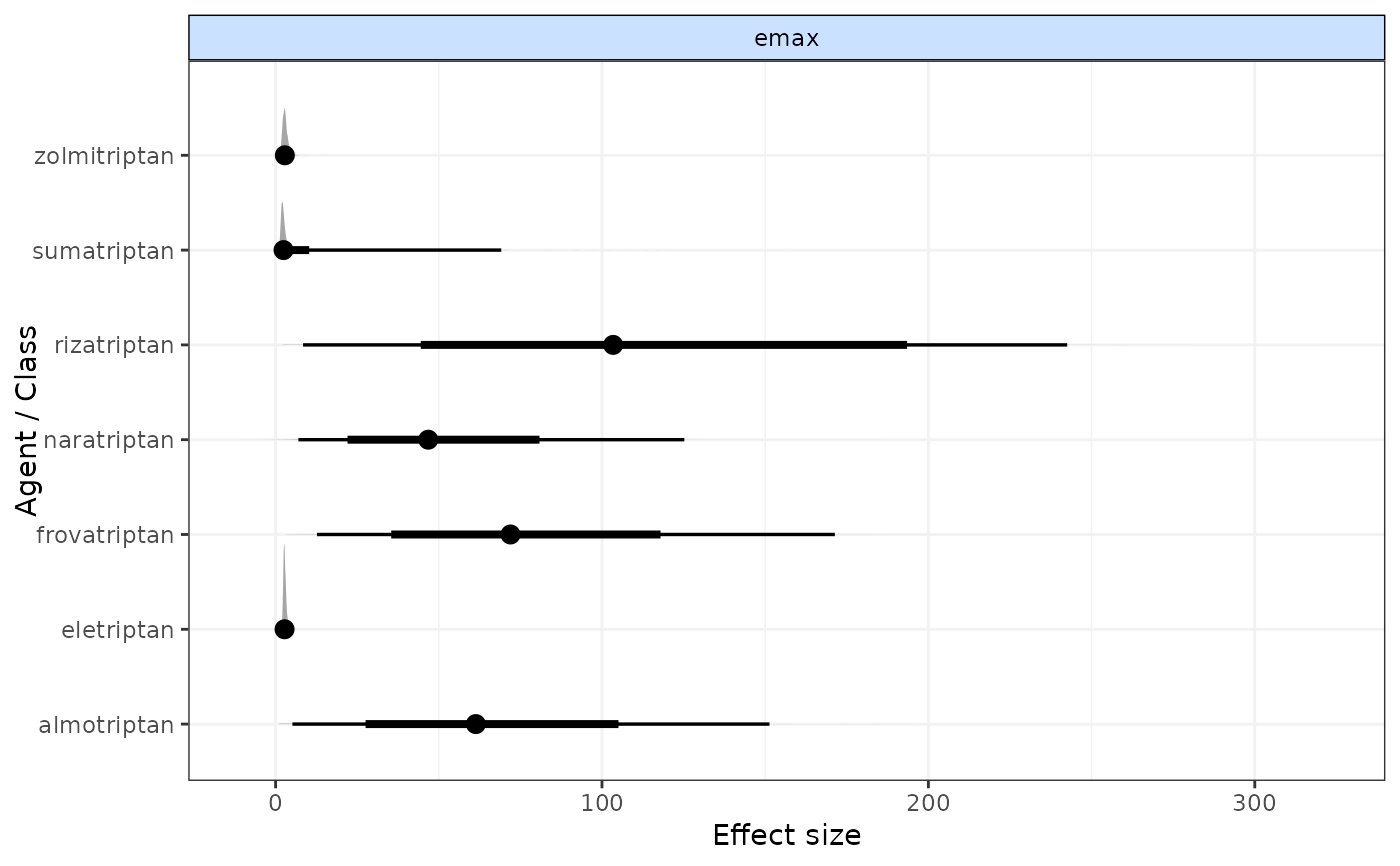 emax
zolmitriptan
sumatriptan
rizatriptan
naratriptan
frovatriptan
eletriptan
almotriptan
Agent / Class
0 100 200 300
Effect size